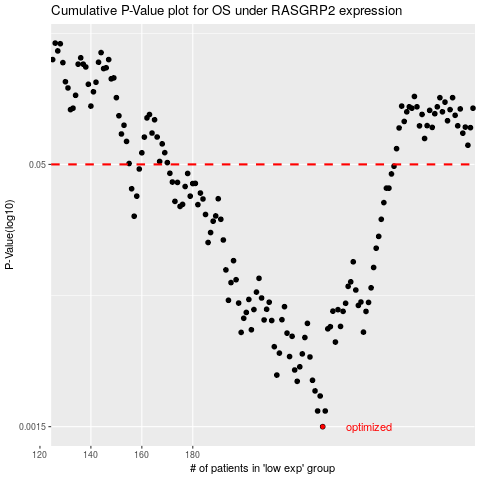 Cumulative P-Value plot for OS under RASGRP2 expression
P-Value(log10)
0.05
0.0015
optimized
120 140 160 180
# of patients in 'low exp' group